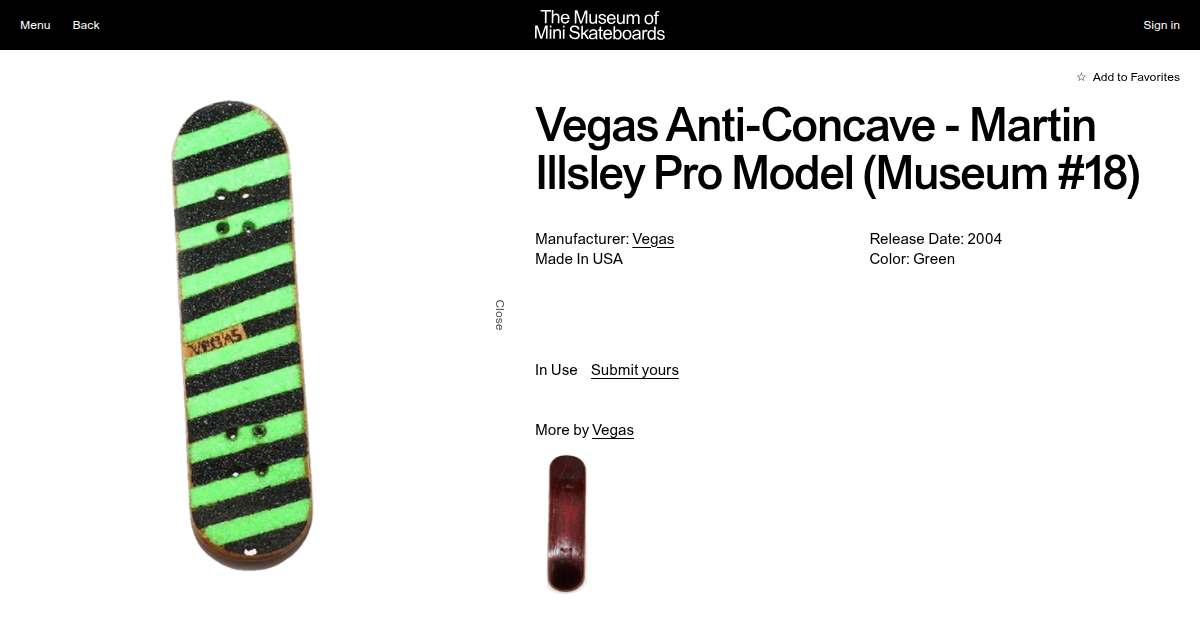 Menu Back
The Museum of
Mini Skateboards
Sign in
☆ Add to Favorites
Vegas Anti-Concave - Martin
Illsley Pro Model (Museum #18)
Manufacturer: Vegas
Made In USA
Release Date: 2004
Color: Green
VEGAS
Close
In Use Submit yours
More by Vegas